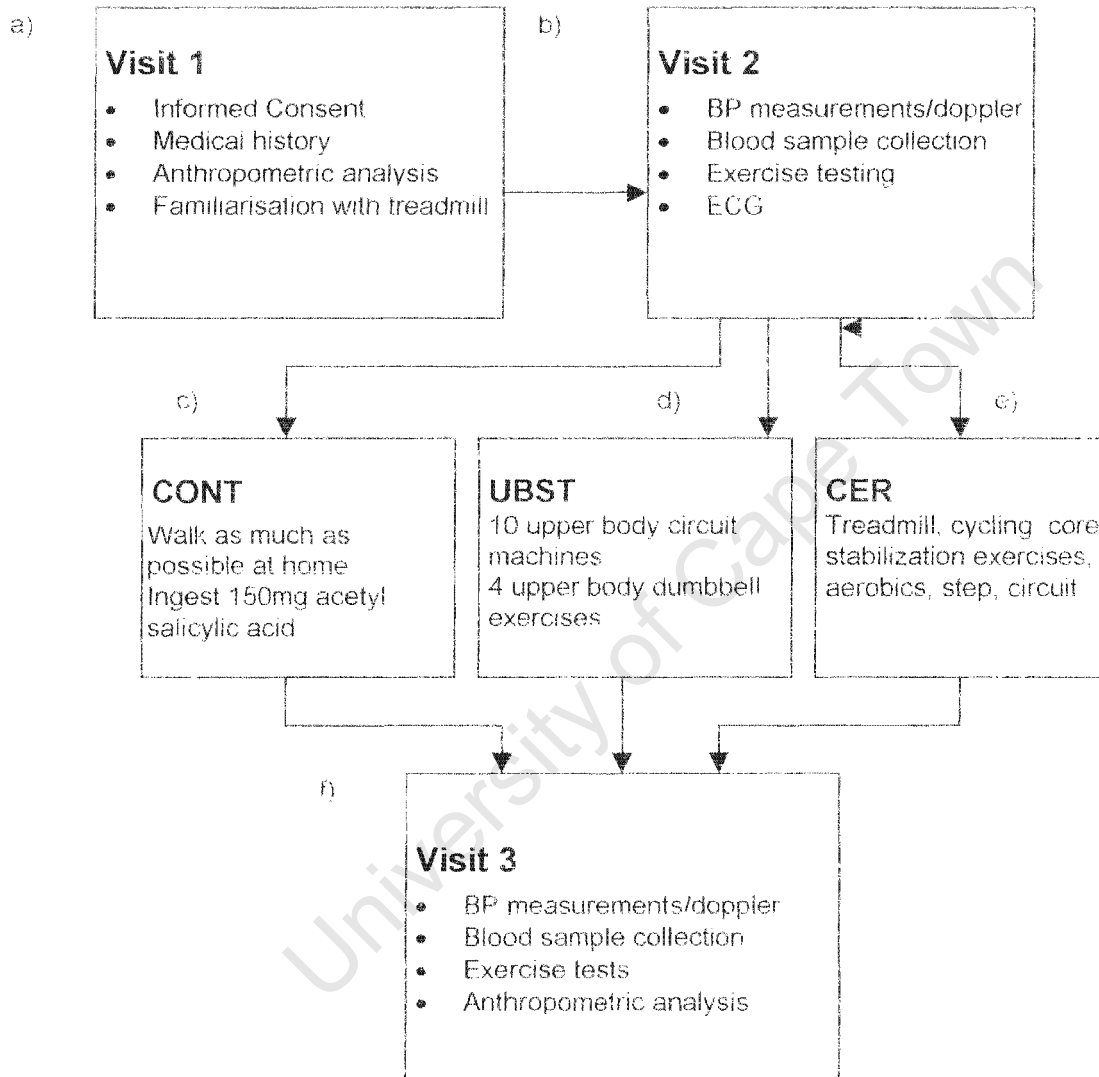 a)
Visit 1
• Informed Consent
• Medical history
• Anthropometric analysis
• Familiarisation with treadmill
b)
Visit 2
• BP measurements/doppler
• Blood sample collection
• Exercise testing
• ECG
c)
CONT
Walk as much as
possible at home
Ingest 150mg acetyl
salicylic acid
d)
UBST
10 upper body circuit
machines
4 upper body dumbbell
exercises
e)
CER
Treadmill, cycling core
stabilization exercises,
aerobics, step, circuit
f)
Visit 3
• BP measurements/doppler
• Blood sample collection
• Exercise tests
• Anthropometric analysis
University of Cape Town